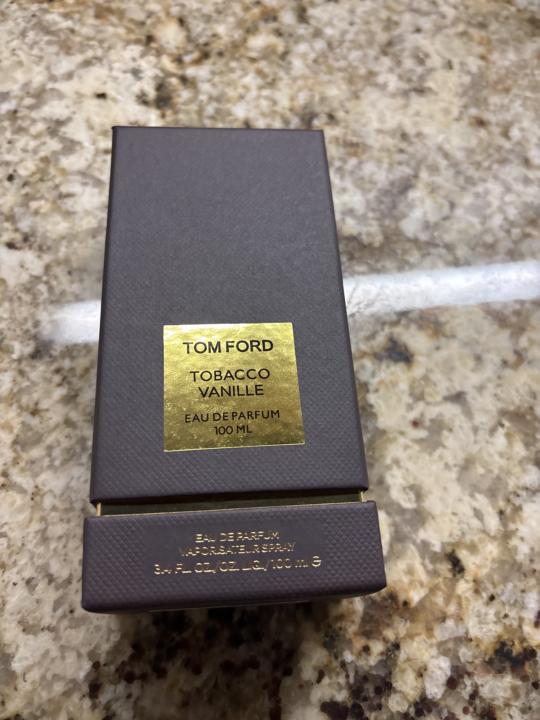 TOM FORD
TOBACCO
VANILLE
EAU DE PARFUM
100 ML
EAU DE PARFUM
VAPORISATEUR SPRAY
3.4 FL. OZ./OZ. LIQ./100 ml ℮